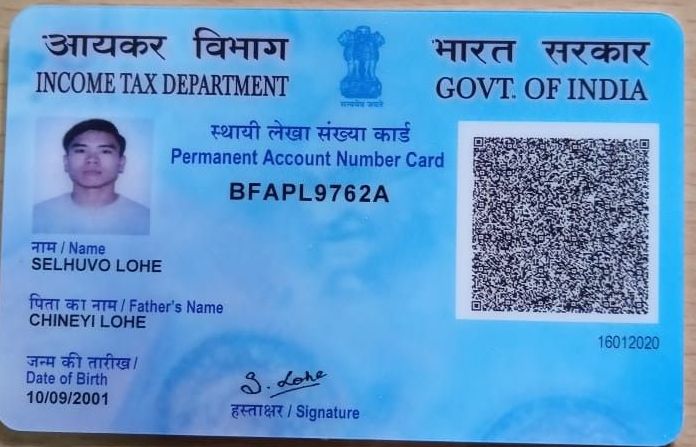 आयकर विभाग
INCOME TAX DEPARTMENT
सत्यमेव जयते
भारत सरकार
GOVT. OF INDIA
स्थायी लेखा संख्या कार्ड
Permanent Account Number Card
BFAPL9762A
नाम / Name
SELHUVO LOHE
पिता का नाम / Father's Name
CHINEYI LOHE
जन्म की तारीख /
Date of Birth
10/09/2001
S. Lohe
हस्ताक्षर / Signature
16012020